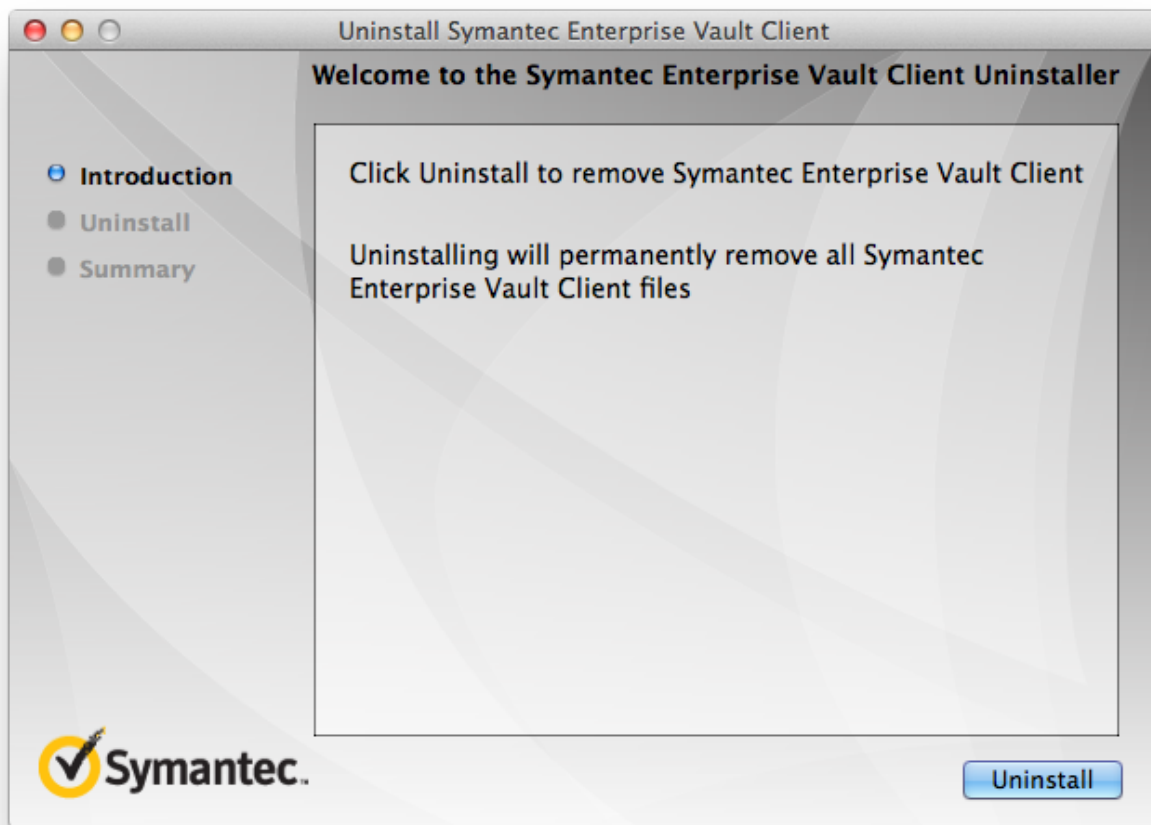 Uninstall Symantec Enterprise Vault Client
Welcome to the Symantec Enterprise Vault Client Uninstaller
Introduction
Uninstall
Summary
Click Uninstall to remove Symantec Enterprise Vault Client
Uninstalling will permanently remove all Symantec
Enterprise Vault Client files
Symantec™
Uninstall